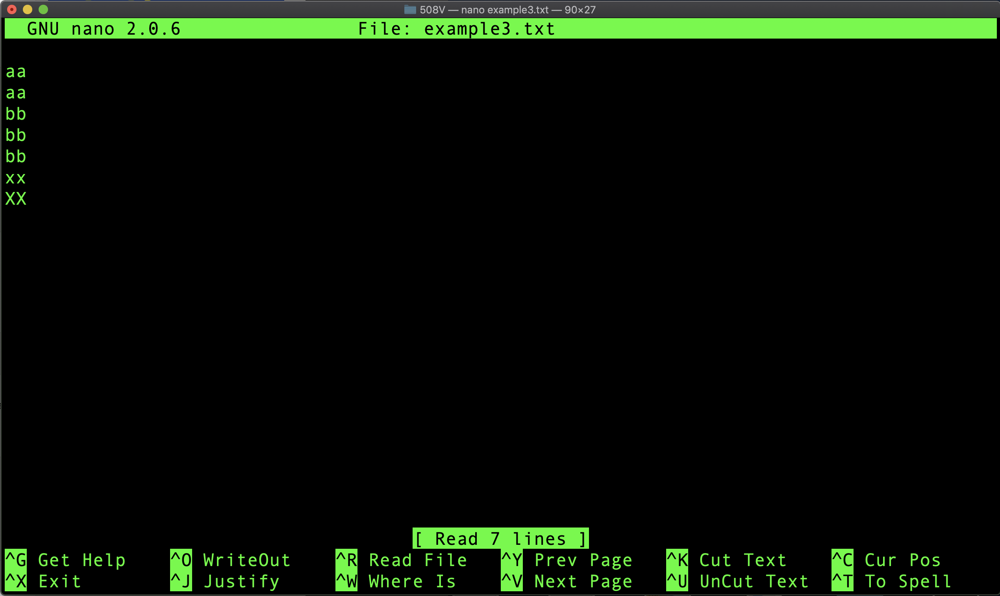 508V — nano example3.txt — 90×27
GNU nano 2.0.6 File: example3.txt
aa
aa
bb
bb
bb
xx
XX
[ Read 7 lines ]
^G Get Help ^O WriteOut ^R Read File ^Y Prev Page ^K Cut Text ^C Cur Pos
^X Exit ^J Justify ^W Where Is ^V Next Page ^U UnCut Text ^T To Spell